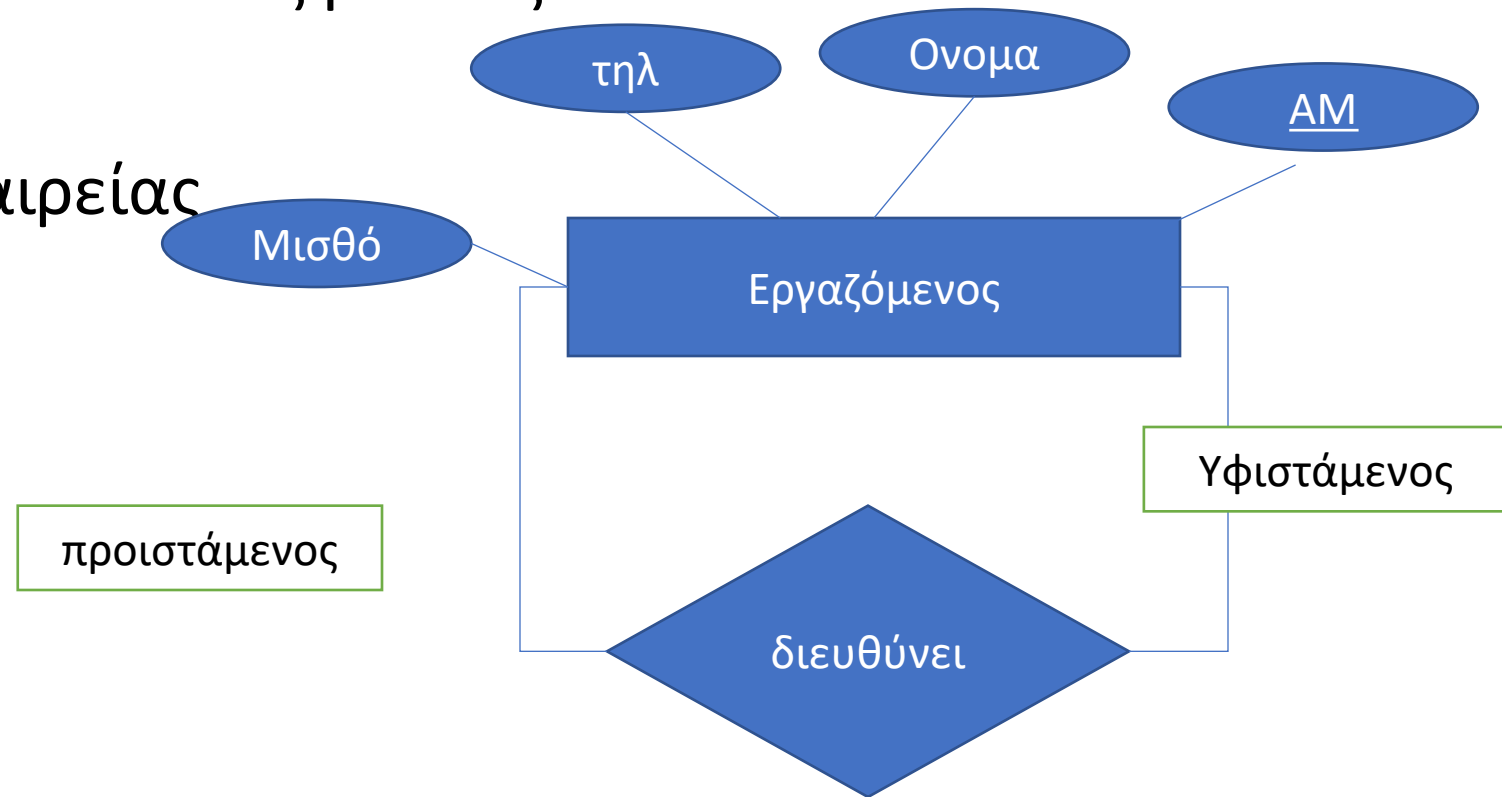 τηλ
Ονομα
ΑΜ
αιρείας
Μισθό
Εργαζόμενος
Υφιστάμενος
προιστάμενος
διευθύνει